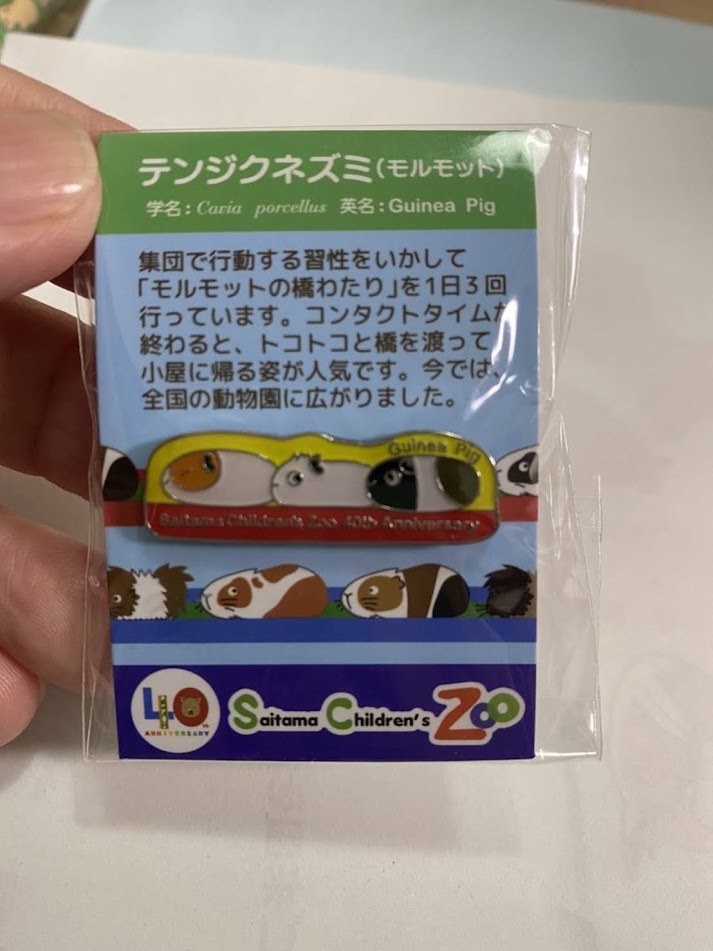 テンジクネズミ(モルモット)
学名：Cavia porcellus 英名：Guinea Pig
集団で行動する習性をいかして
「モルモットの橋わたり」を1日3回
行っています。コンタクトタイムが
終わると、トコトコと橋を渡って
小屋に帰る姿が人気です。今では、
全国の動物園に広がりました。
Guinea Pig
Saitama Children's Zoo 40th Anniversary
40th
ANNIVERSARY
Saitama Children's Zoo